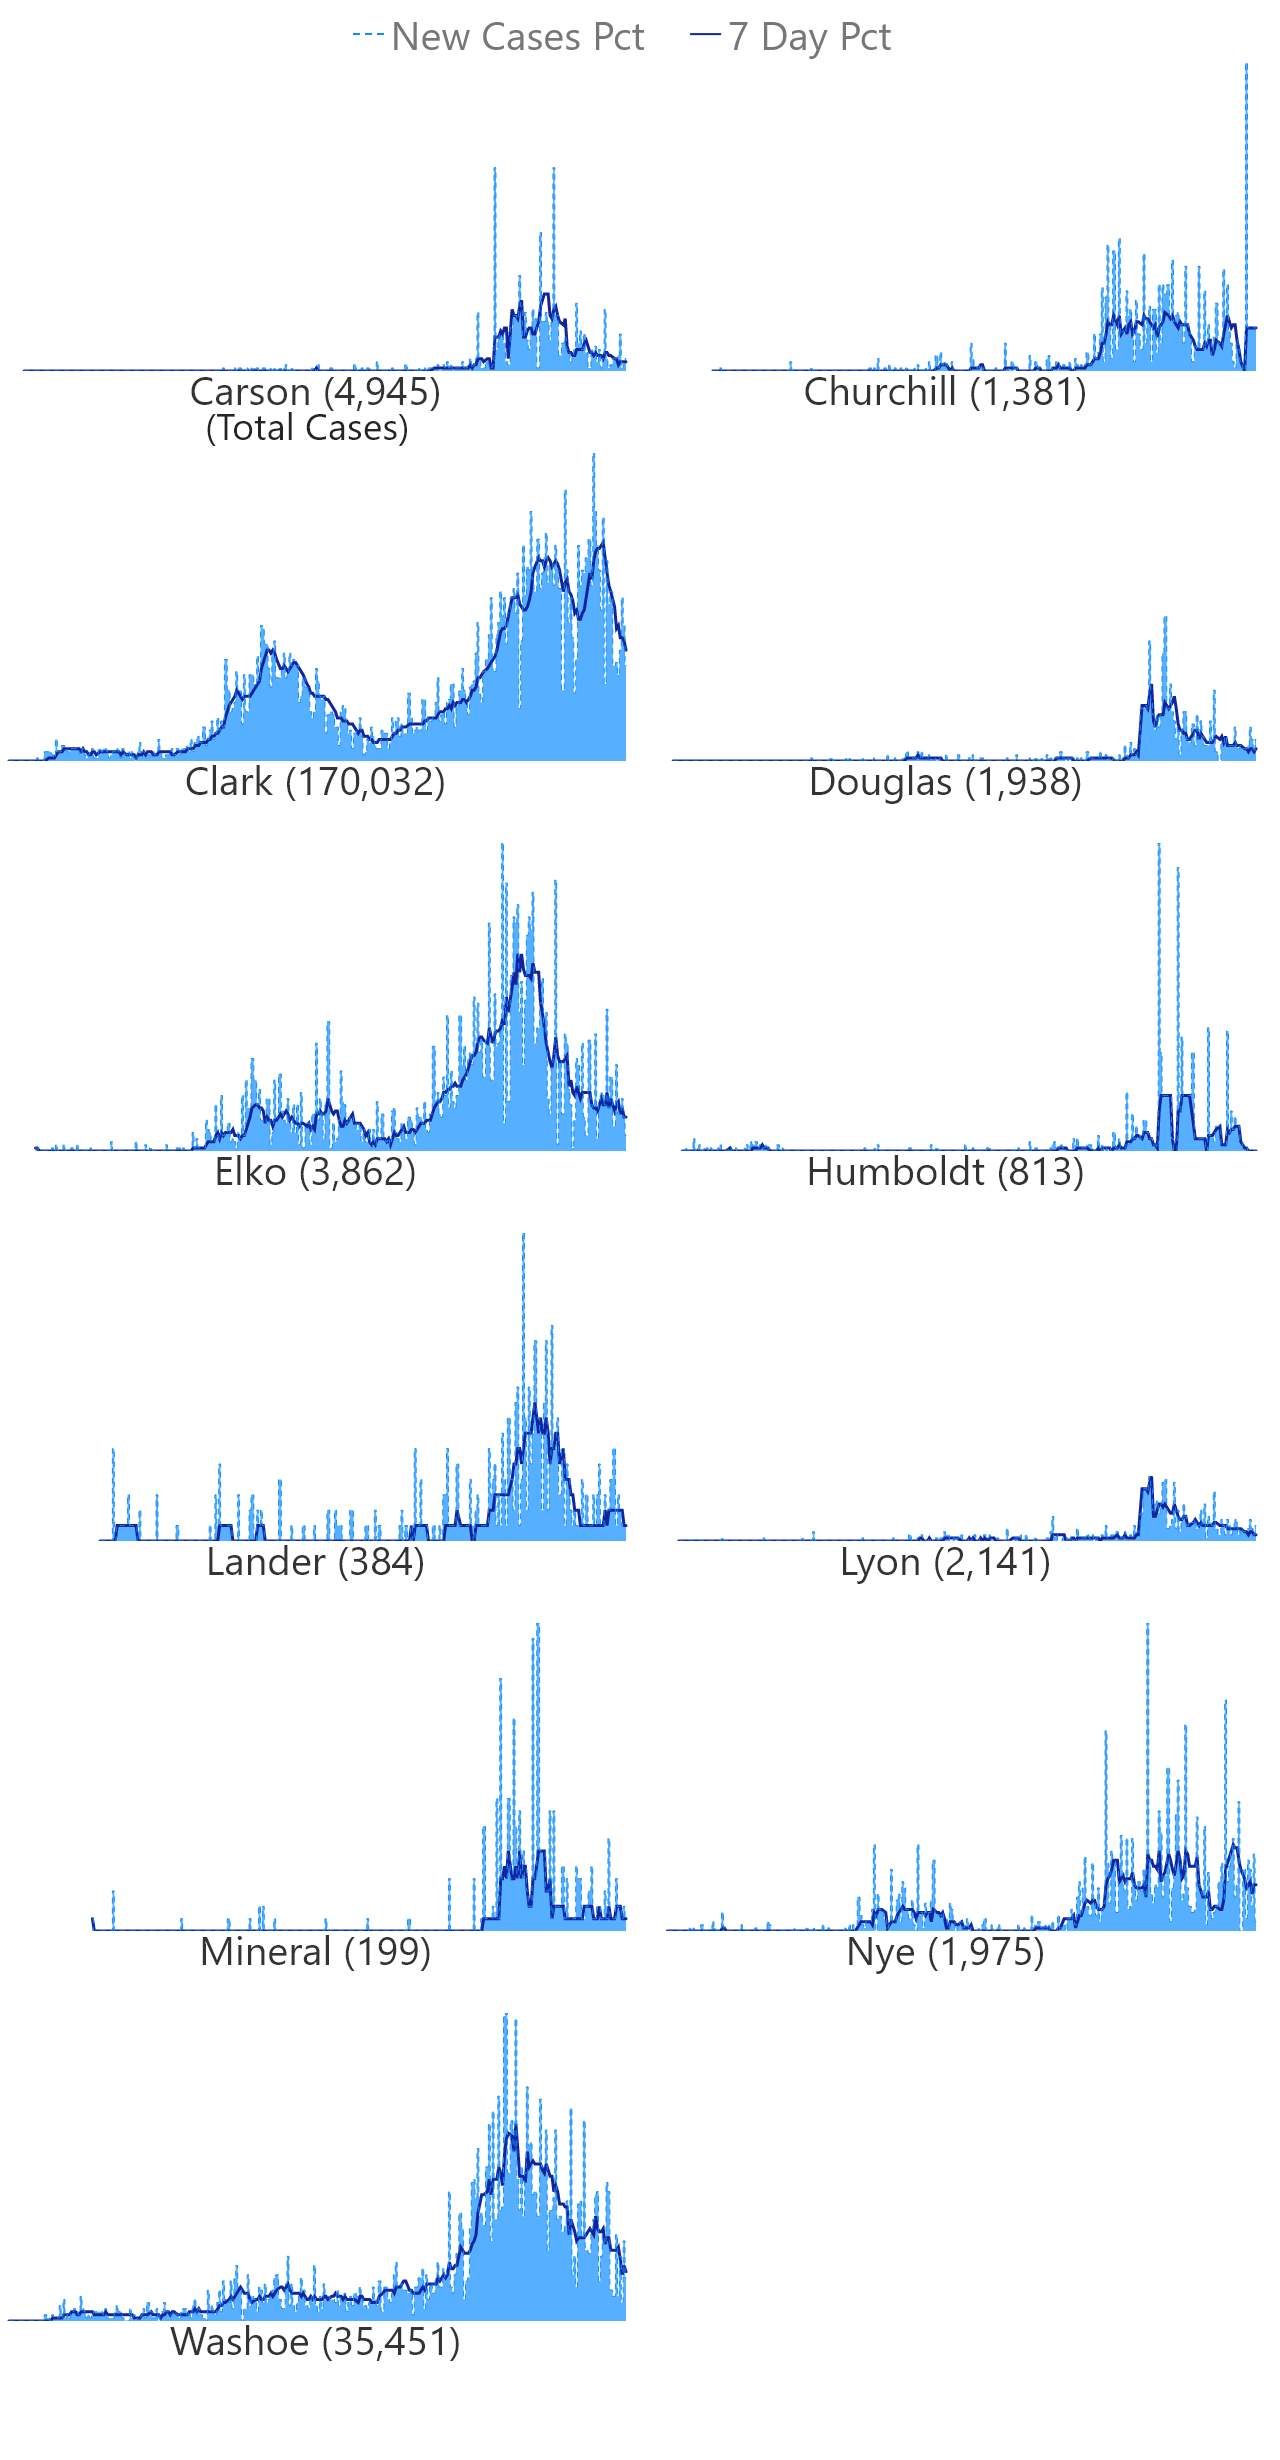 New Cases Pct 7 Day Pct
Carson (4,945) Churchill (1,381)
(Total Cases)
Clark (170,032) Douglas (1,938)
Elko (3,862) Humboldt (813)
Lander (384) Lyon (2,141)
Mineral (199) Nye (1,975)
Washoe (35,451)